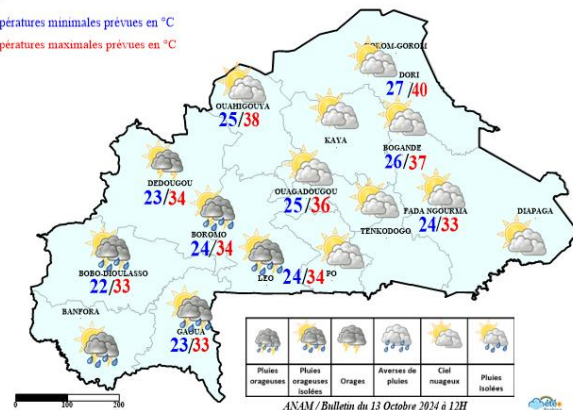 pératures minimales prévues en °C
pératures maximales prévues en °C
GOROM-GOROM
DORI
27/40
OUAHIGOUYA
25/38
KAYA
BOGANDE
26/37
DEDOUGOU
23/34
OUAGADOUGOU
25/36
FADA NGOURMA
24/33
DIAPAGA
TENKODOGO
BOROMO
24/34
LEO
24/34
PO
BOBO-DIOULASSO
22/33
BANFORA
GAOUA
23/33
Pluies orageuses
Pluies orageuses isolées
Orages
Averses de pluies
Ciel nuageux
Pluies isolées
0 100 200
ANAM / Bulletin du 13 Octobre 2024 à 12H